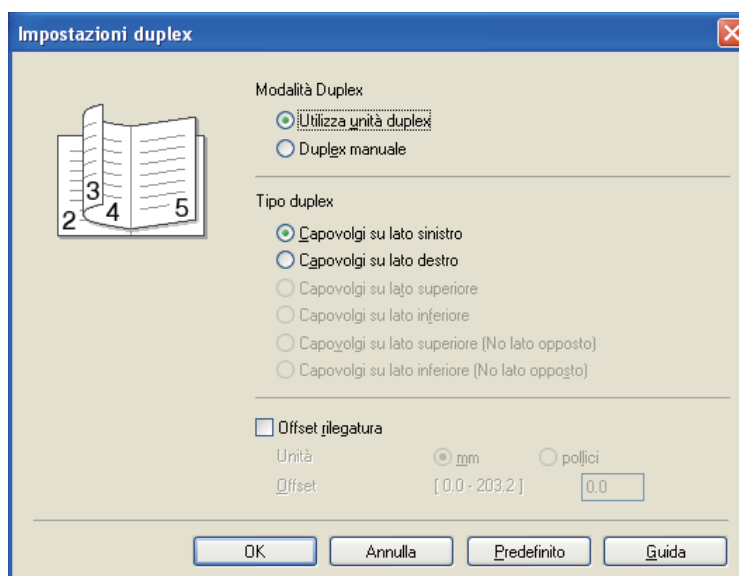 Impostazioni duplex
Modalità Duplex
Utilizza unità duplex
Duplex manuale
2 3 4 5
Tipo duplex
Capovolgi su lato sinistro
Capovolgi su lato destro
Capovolgi su lato superiore
Capovolgi su lato inferiore
Capovolgi su lato superiore (No lato opposto)
Capovolgi su lato inferiore (No lato opposto)
Offset rilegatura
Unità mm pollici
Offset [ 0.0 - 203.2 ] 0.0
OK Annulla Predefinito Guida